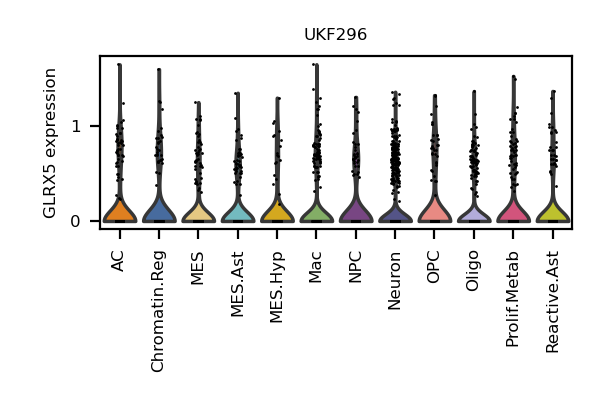 UKF296
GLRX5 expression
1
0
AC
Chromatin.Reg
MES
MES.Ast
MES.Hyp
Mac
NPC
Neuron
OPC
Oligo
Prolif.Metab
Reactive.Ast